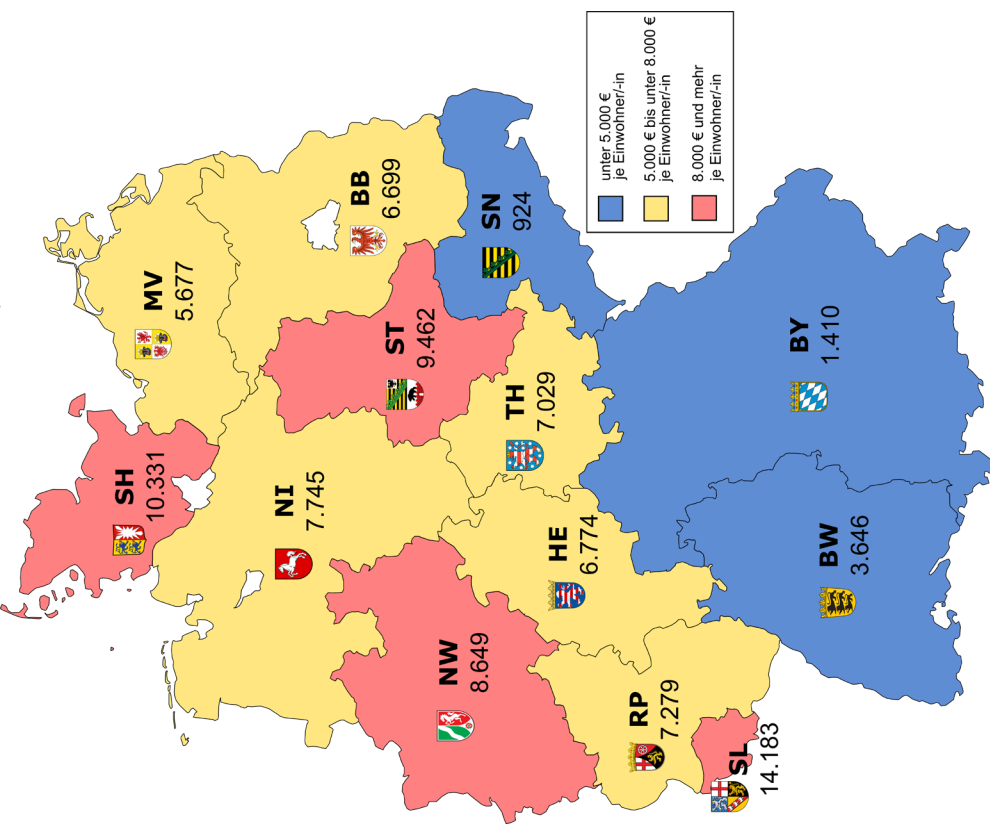 SH
10.331
MV
5.677
NI
7.745
BB
6.699
ST
9.462
NW
8.649
SN
924
TH
7.029
HE
6.774
RP
7.279
SL
14.183
BY
1.410
BW
3.646
unter 5.000 €
je Einwohner/-in
5.000 € bis unter 8.000 €
je Einwohner/-in
8.000 € und mehr
je Einwohner/-in